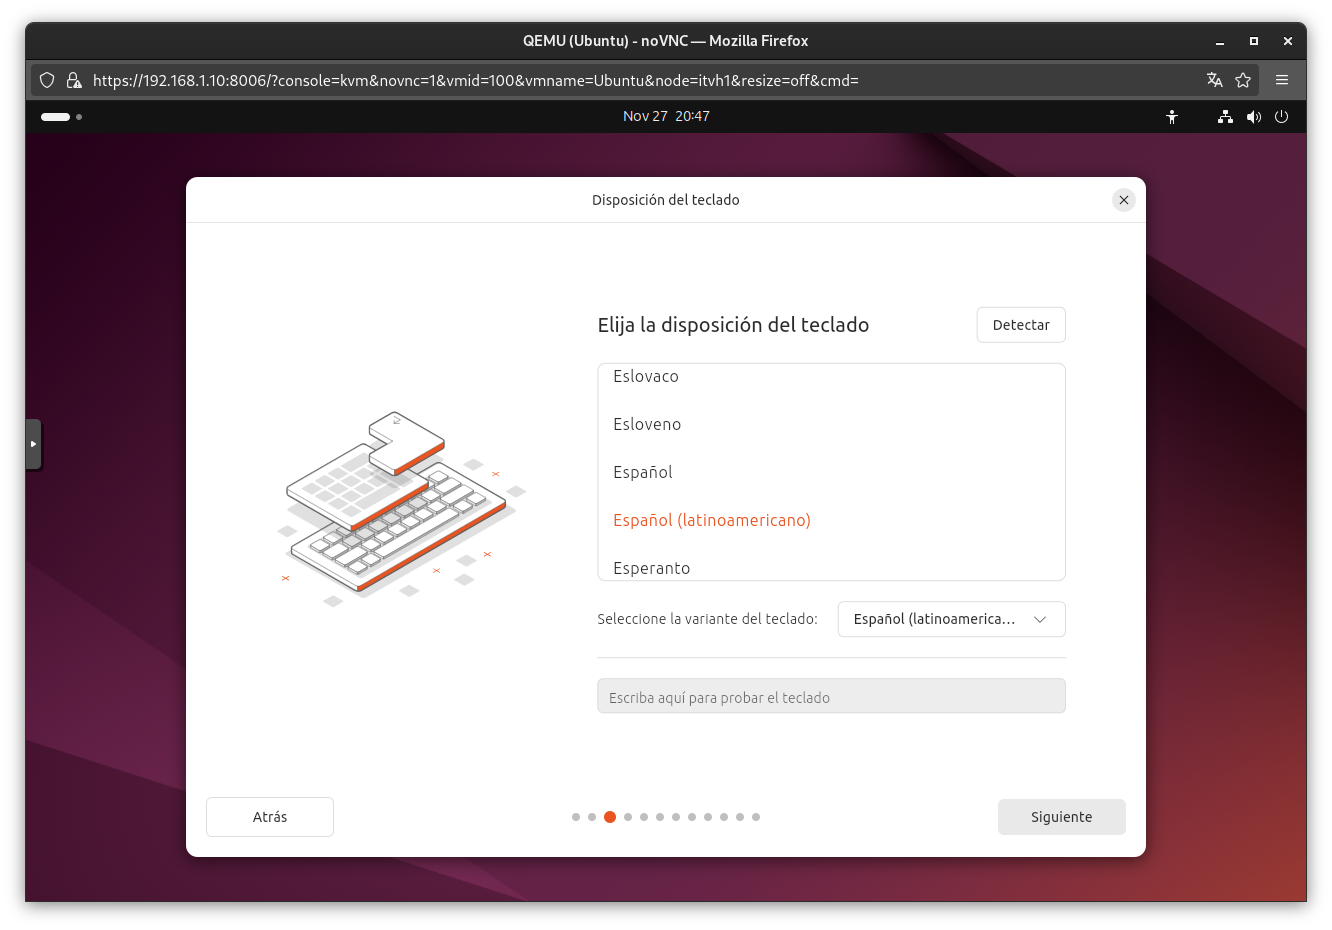 QEMU (Ubuntu) - noVNC — Mozilla Firefox
https://192.168.1.10:8006/?console=kvm&novnc=1&vmid=100&vmname=Ubuntu&node=itvh1&resize=off&cmd=
Nov 27 20:47
Disposición del teclado
Elija la disposición del teclado
Detectar
Eslovaco
Esloveno
Español
Español (latinoamericano)
Esperanto
Seleccione la variante del teclado:
Español (latinoamerica...
Escriba aquí para probar el teclado
Atrás
Siguiente